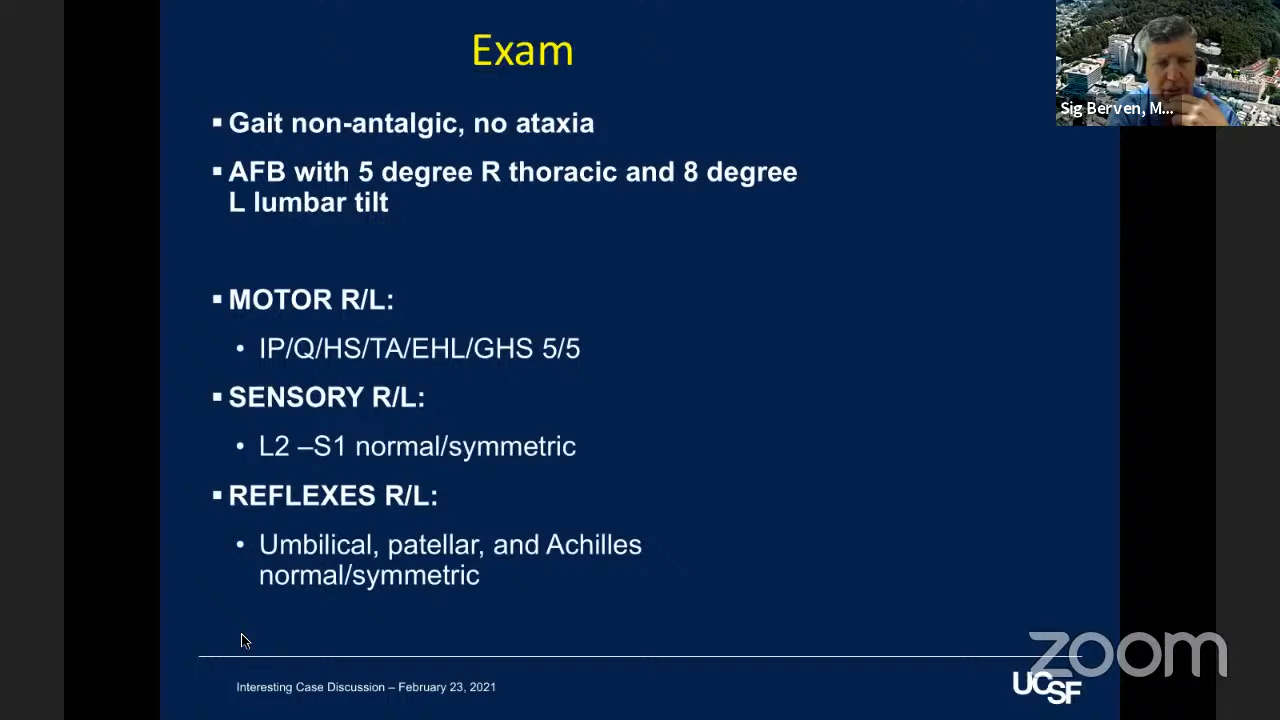 Exam
Sig Berven, M...
▪ Gait non-antalgic, no ataxia
▪ AFB with 5 degree R thoracic and 8 degree
L lumbar tilt
▪ MOTOR R/L:
• IP/Q/HS/TA/EHL/GHS 5/5
▪ SENSORY R/L:
• L2 –S1 normal/symmetric
▪ REFLEXES R/L:
• Umbilical, patellar, and Achilles
normal/symmetric
Interesting Case Discussion – February 23, 2021
zoom
UCSF